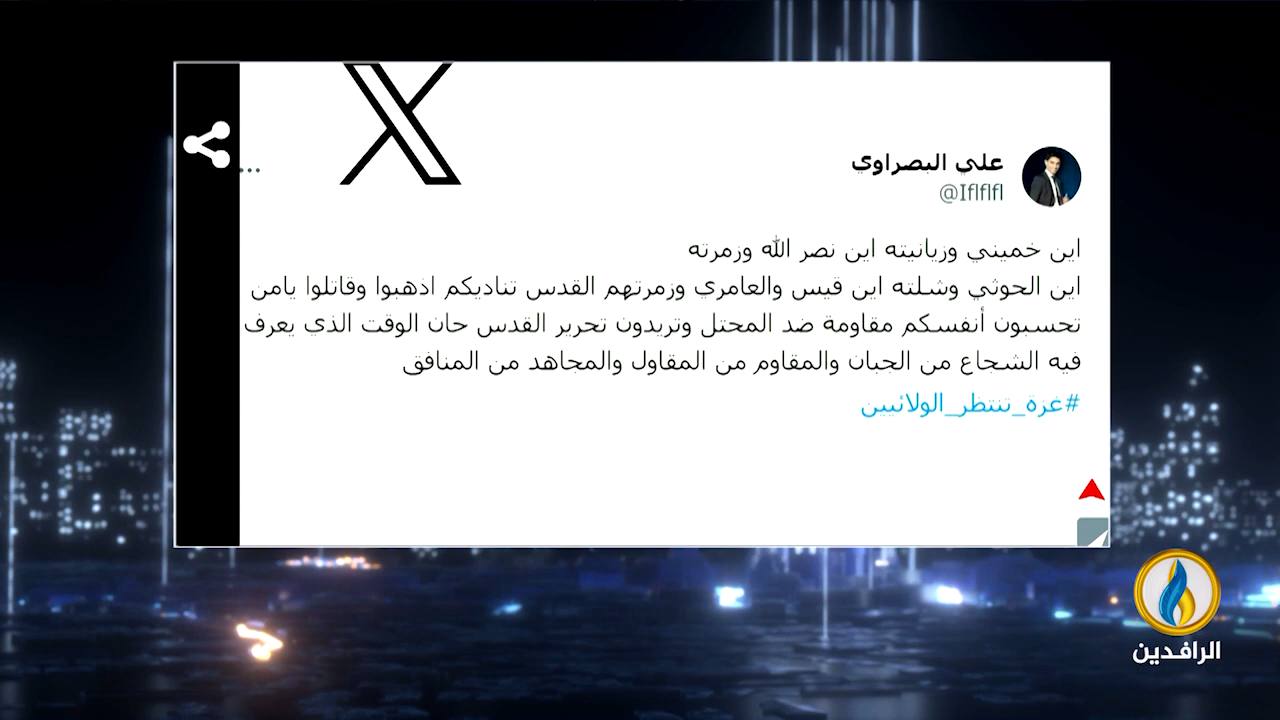 علي البصراوي
@Iflflfl
اين خميني وزبانيته اين نصر الله وزمرته
اين الحوثي وشلته اين قيس والعامري وزمرتهم القدس تناديكم اذهبوا وقاتلوا يامن
تحسبون أنفسكم مقاومة ضد المحتل وتريدون تحرير القدس حان الوقت الذي يعرف
فيه الشجاع من الجبان والمقاوم من المقاول والمجاهد من المنافق
#غزة_تنتظر_الولائيين
الرافدين